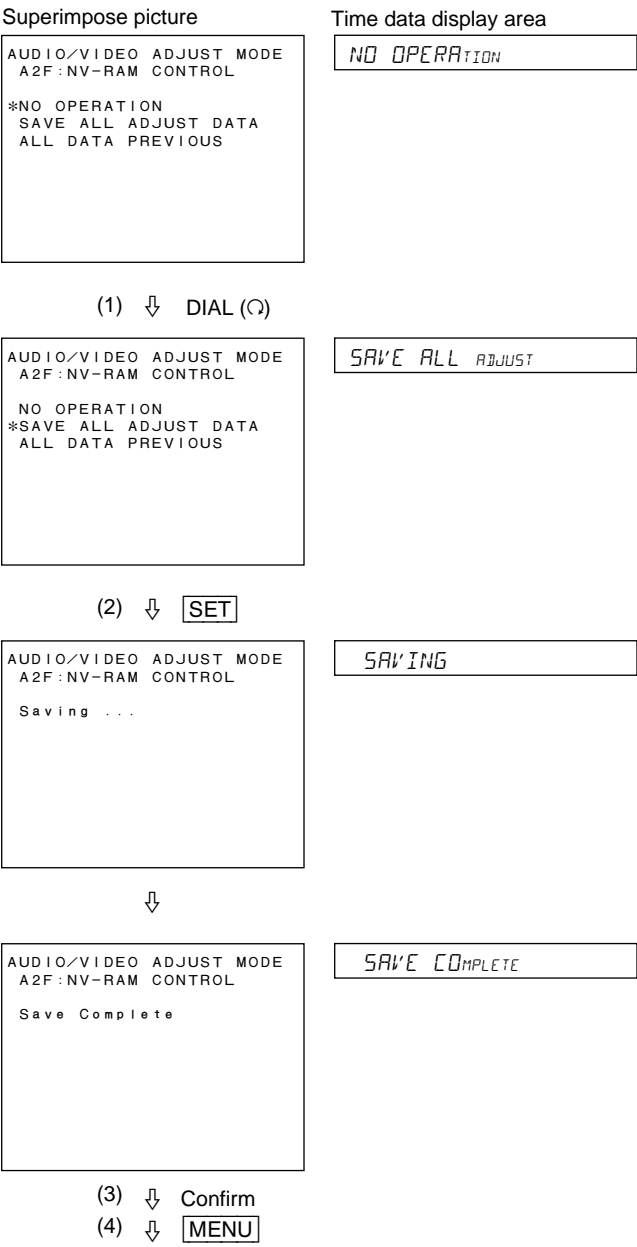 Superimpose picture
Time data display area
AUDIO/VIDEO ADJUST MODE
A2F:NV-RAM CONTROL
*NO OPERATION
SAVE ALL ADJUST DATA
ALL DATA PREVIOUS
NO OPERATION
(1) ⇩ DIAL (↻)
AUDIO/VIDEO ADJUST MODE
A2F:NV-RAM CONTROL
NO OPERATION
*SAVE ALL ADJUST DATA
ALL DATA PREVIOUS
SAVE ALL ADJUST
(2) ⇩ SET
AUDIO/VIDEO ADJUST MODE
A2F:NV-RAM CONTROL
Saving ...
SAVING
⇩
AUDIO/VIDEO ADJUST MODE
A2F:NV-RAM CONTROL
Save Complete
SAVE COMPLETE
(3) ⇩ Confirm
(4) ⇩ MENU